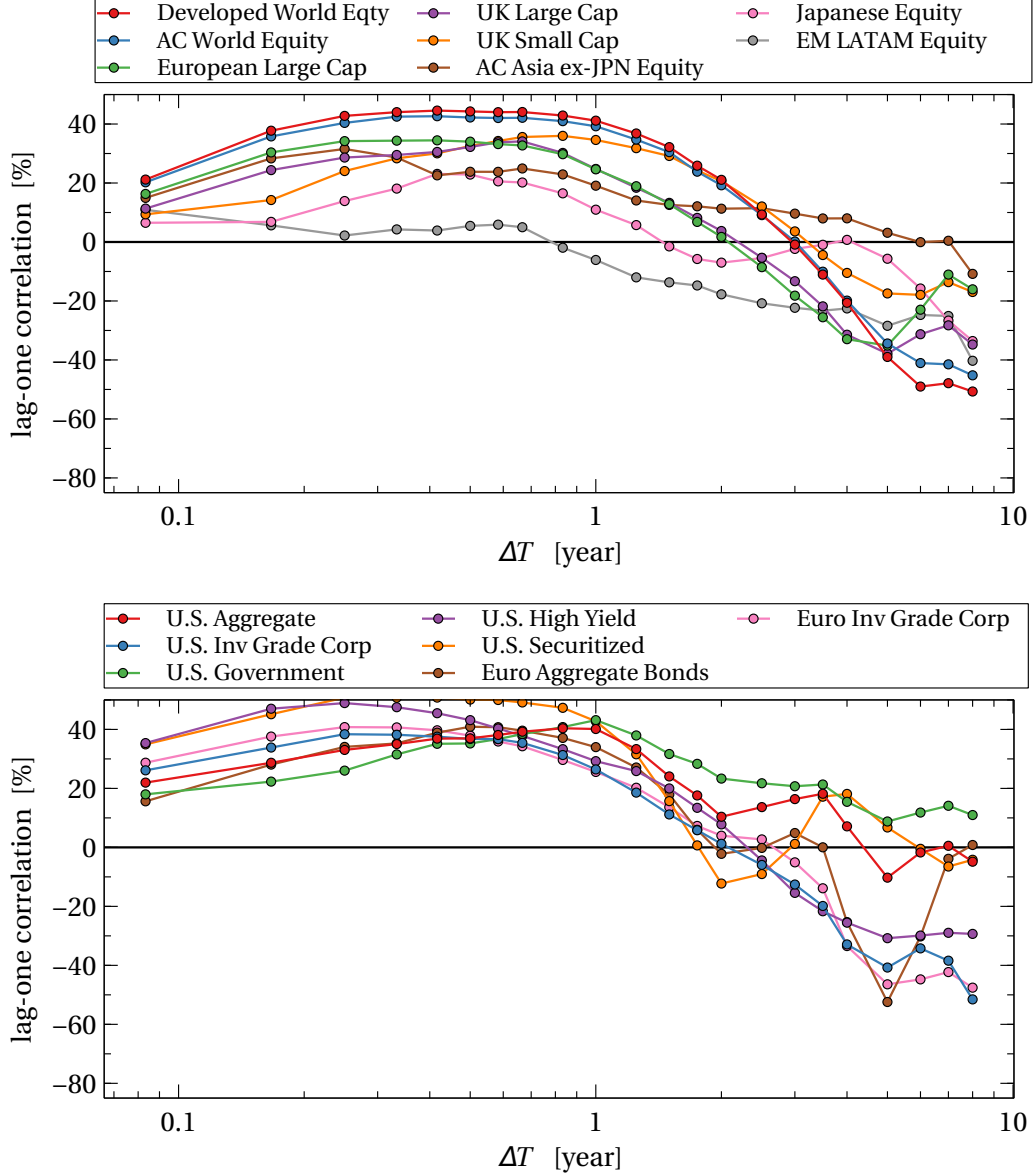 Developed World Eqty UK Large Cap Japanese Equity
AC World Equity UK Small Cap EM LATAM Equity
European Large Cap AC Asia ex-JPN Equity
40
20
0
−20
−40
−60
−80
lag-one correlation [%]
0.1 1 10
ΔT [year]
U.S. Aggregate U.S. High Yield Euro Inv Grade Corp
U.S. Inv Grade Corp U.S. Securitized
U.S. Government Euro Aggregate Bonds
40
20
0
−20
−40
−60
−80
lag-one correlation [%]
0.1 1 10
ΔT [year]